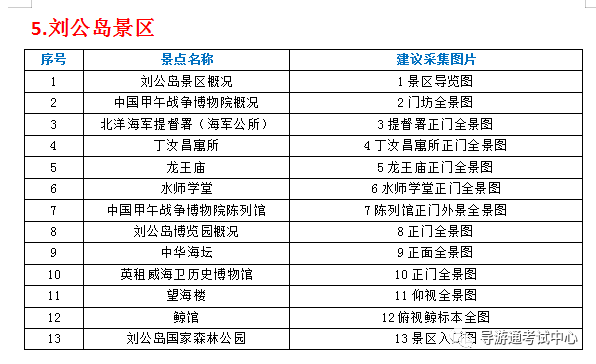 5.刘公岛景区
序号 景点名称 建议采集图片
1 刘公岛景区概况 1 景区导览图
2 中国甲午战争博物院概况 2 门坊全景图
3 北洋海军提督署（海军公所） 3 提督署正门全景图
4 丁汝昌寓所 4 丁汝昌寓所正门全景图
5 龙王庙 5 龙王庙正门全景图
6 水师学堂 6 水师学堂正门全景图
7 中国甲午战争博物院陈列馆 7 陈列馆正门外景全景图
8 刘公岛博览园概况 8 正门全景图
9 中华海坛 9 正面全景图
10 英租威海卫历史博物馆 10 正门全景图
11 望海楼 11 仰视全景图
12 鲸馆 12 俯视鲸标本全图
13 刘公岛国家森林公园 13 景区入图
导游通考试中心